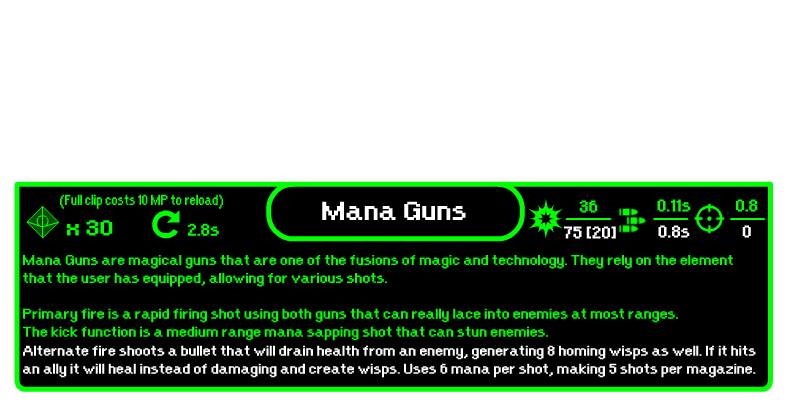 (Full clip costs 10 MP to reload)
x 30
2.8s
Mana Guns
36
75 [20]
0.11s
0.8s
0.8
0
Mana Guns are magical guns that are one of the fusions of magic and technology. They rely on the element
that the user has equipped, allowing for various shots.
Primary fire is a rapid firing shot using both guns that can really lace into enemies at most ranges.
The kick function is a medium range mana sapping shot that can stun enemies.
Alternate fire shoots a bullet that will drain health from an enemy, generating 8 homing wisps as well. If it hits
an ally it will heal instead of damaging and create wisps. Uses 6 mana per shot, making 5 shots per magazine.